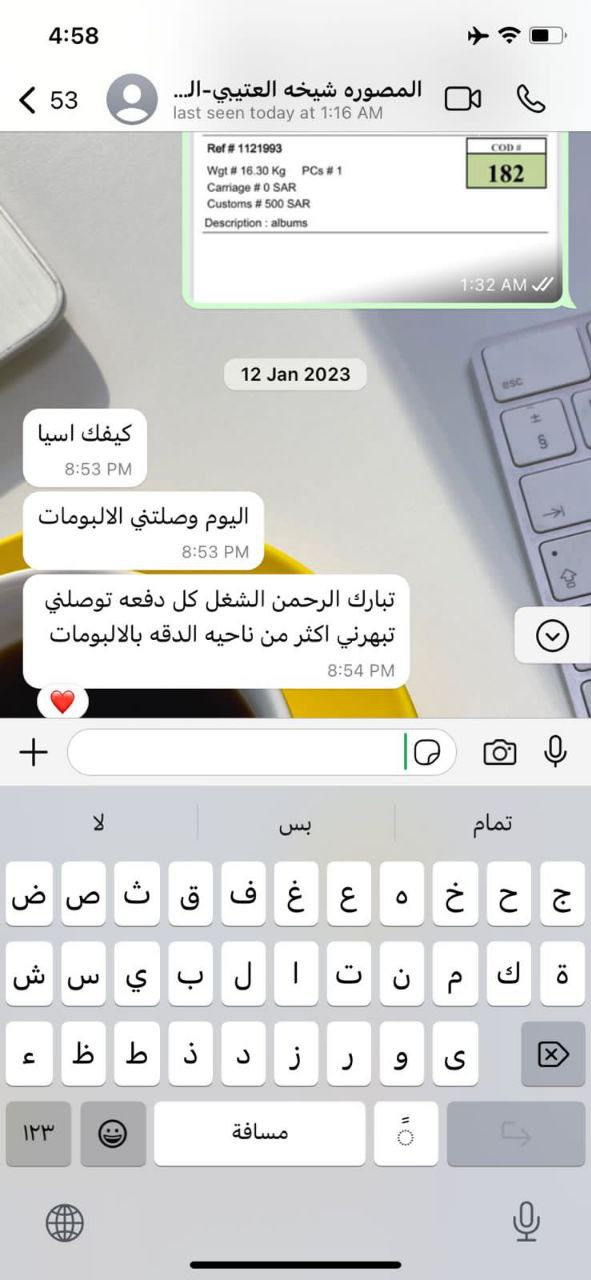 4:58
53
المصوره شيخه العتيبي-الـ...
last seen today at 1:16 AM
Ref # 1121993
COD #
Wgt # 16.30 Kg PCs # 1
182
Carriage # 0 SAR
Customs # 500 SAR
Description : albums
1:32 AM
12 Jan 2023
esc
±
§
كيفك اسيا
8:53 PM
اليوم وصلتني الالبومات
8:53 PM
تبارك الرحمن الشغل كل دفعه توصلني
تبهرني اكثر من ناحيه الدقه بالالبومات
8:54 PM
تمام بس لا
ج ح خ ه ع غ ف ق ث ص ض
ة ك م ن ت ا ل ب ي س ش
ى و ر ز د ذ ط ظ ء
١٢٣ مسافة